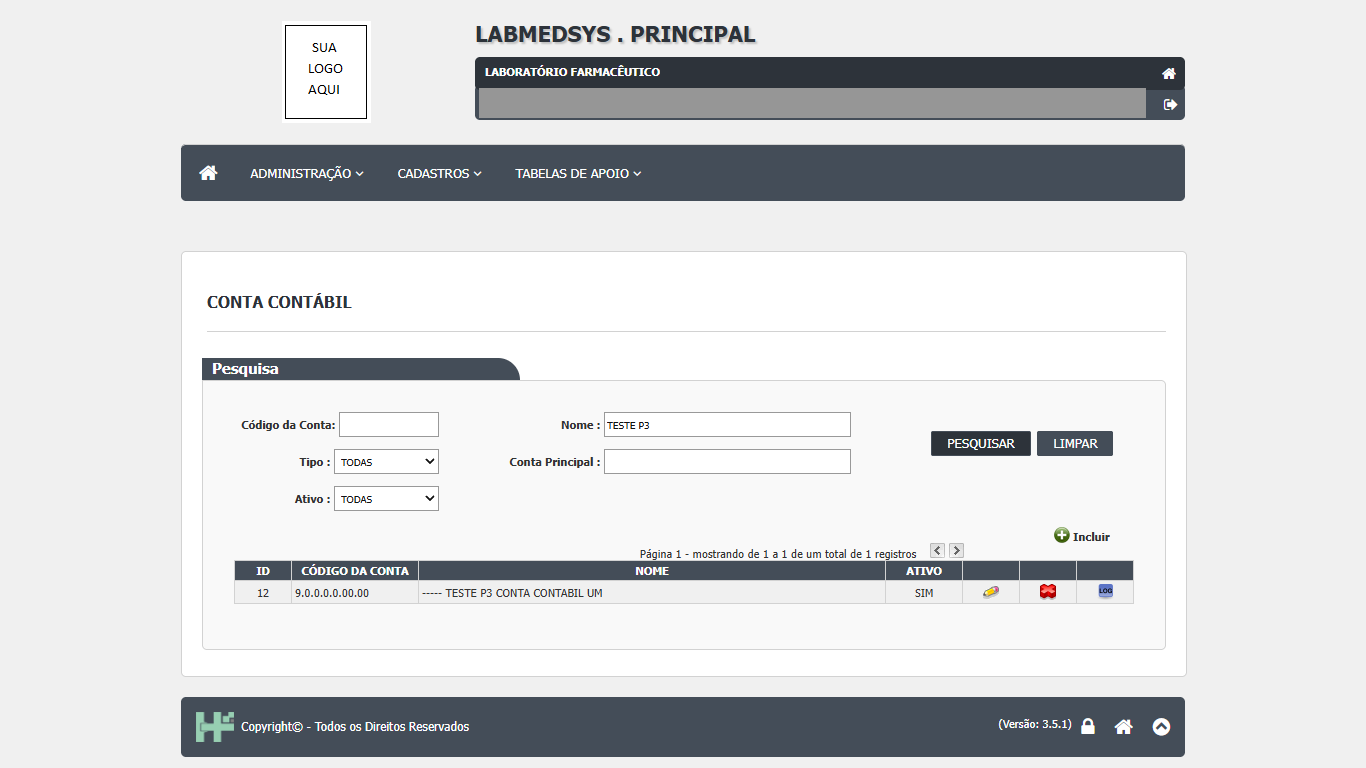 SUA
LOGO
AQUI
LABMEDSYS . PRINCIPAL
LABORATÓRIO FARMACÊUTICO
ADMINISTRAÇÃO CADASTROS TABELAS DE APOIO
CONTA CONTÁBIL
Pesquisa
Código da Conta: Nome : TESTE P3
PESQUISAR LIMPAR
Tipo : TODAS Conta Principal :
Ativo : TODAS
Incluir
Página 1 - mostrando de 1 a 1 de um total de 1 registros < >
ID CÓDIGO DA CONTA NOME ATIVO
12 9.0.0.0.0.00.00 ----- TESTE P3 CONTA CONTABIL UM SIM LOG
Copyright© - Todos os Direitos Reservados (Versão: 3.5.1)